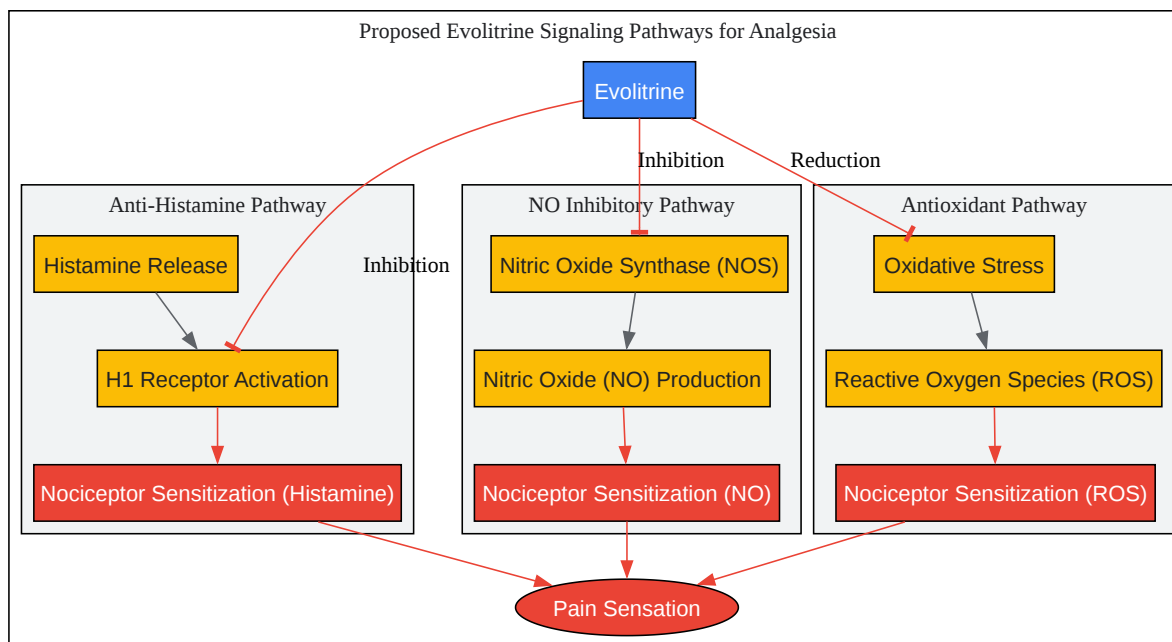 Proposed Evolitrine Signaling Pathways for Analgesia
Evolitrine
Inhibition
Reduction
Inhibition
Anti-Histamine Pathway
Histamine Release
H1 Receptor Activation
Nociceptor Sensitization (Histamine)
NO Inhibitory Pathway
Nitric Oxide Synthase (NOS)
Nitric Oxide (NO) Production
Nociceptor Sensitization (NO)
Antioxidant Pathway
Oxidative Stress
Reactive Oxygen Species (ROS)
Nociceptor Sensitization (ROS)
Pain Sensation